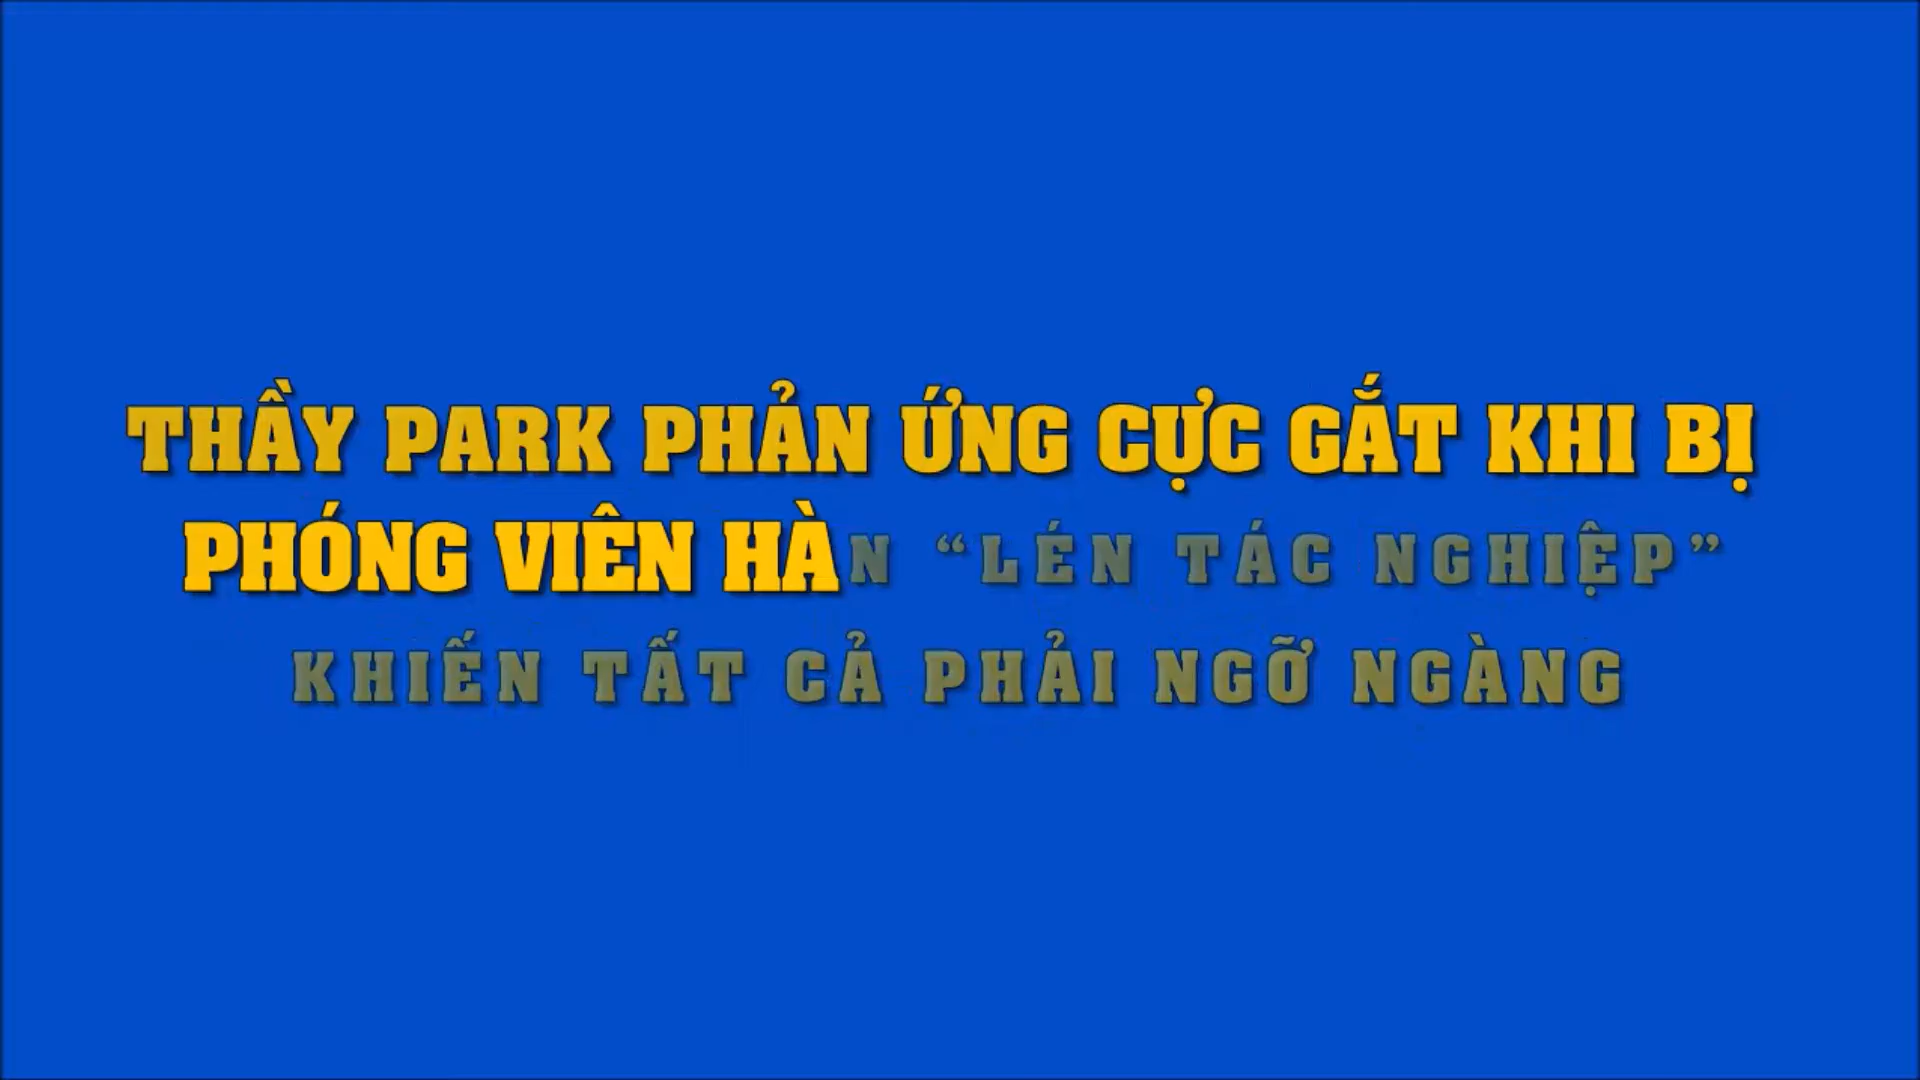 THẦY PARK PHẢN ỨNG CỰC GẮT KHI BỊ
PHÓNG VIÊN HÀN “LÉN TÁC NGHIỆP”
KHIẾN TẤT CẢ PHẢI NGỠ NGÀNG